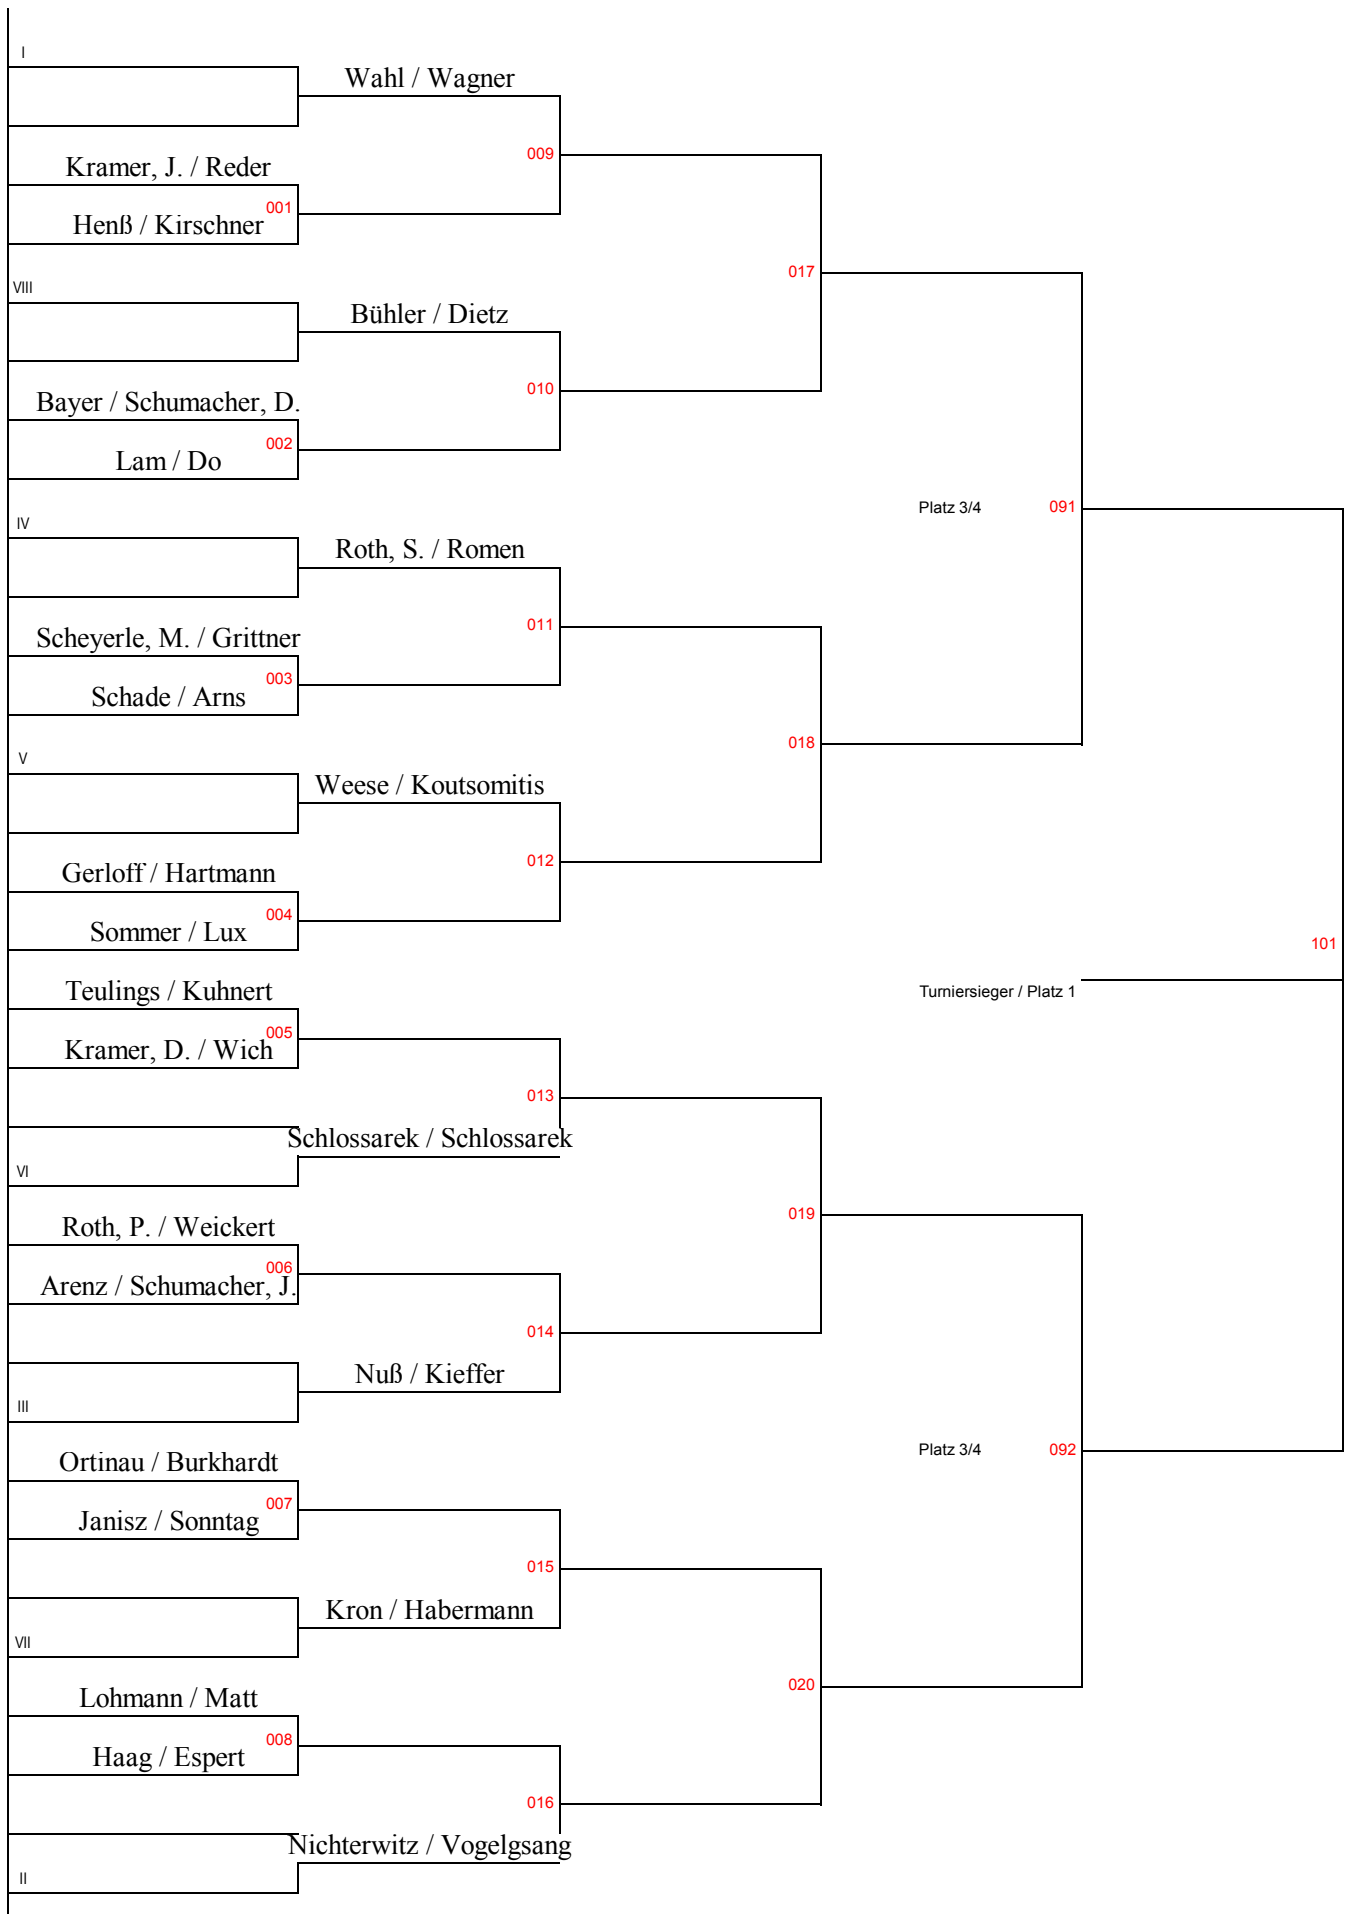 I
Wahl / Wagner
009
Kramer, J. / Reder
001
Henß / Kirschner
017
VIII
Bühler / Dietz
010
Bayer / Schumacher, D.
002
Lam / Do
Platz 3/4 091
IV
Roth, S. / Romen
011
Scheyerle, M. / Grittner
003
Schade / Arns
018
V
Weese / Koutsomitis
012
Gerloff / Hartmann
004
Sommer / Lux
101
Teulings / Kuhnert
Turniersieger / Platz 1
005
Kramer, D. / Wich
013
Schlossarek / Schlossarek
VI
019
Roth, P. / Weickert
006
Arenz / Schumacher, J.
014
Nuß / Kieffer
III
Platz 3/4 092
Ortinau / Burkhardt
007
Janisz / Sonntag
015
Kron / Habermann
VII
020
Lohmann / Matt
008
Haag / Espert
016
Nichterwitz / Vogelgsang
II